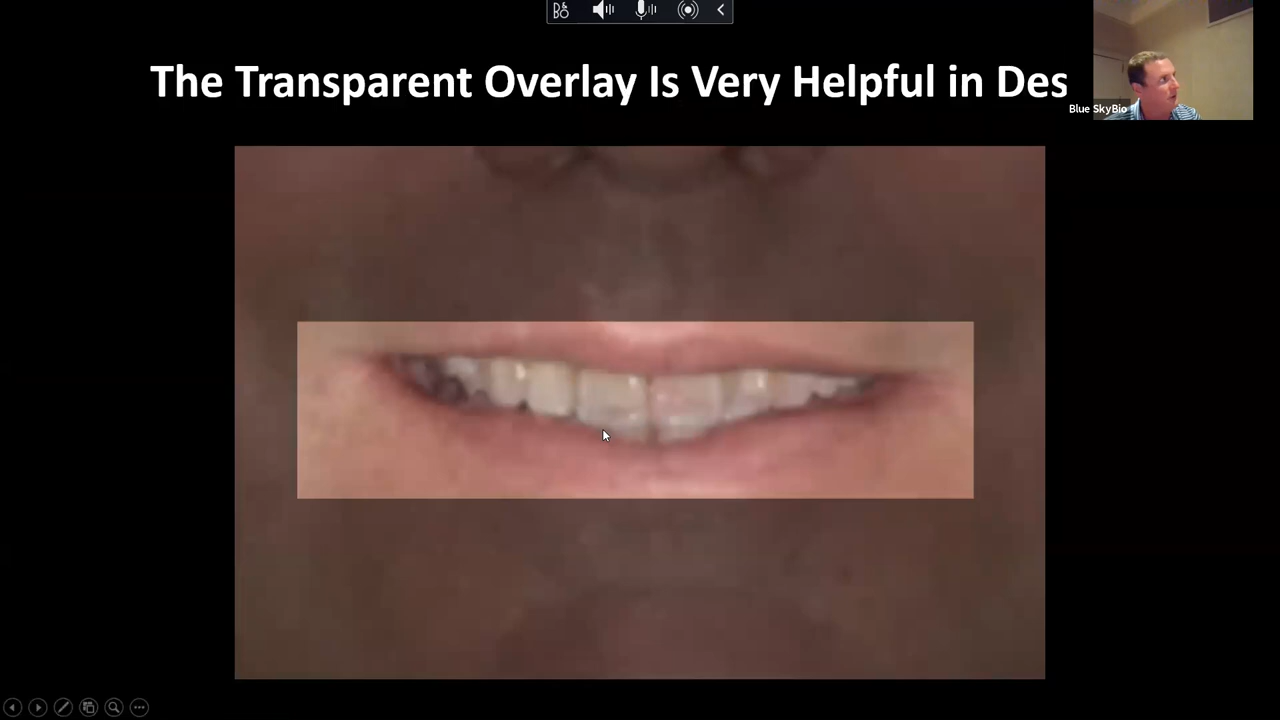 B&O
The Transparent Overlay Is Very Helpful in Des
Blue SkyBio